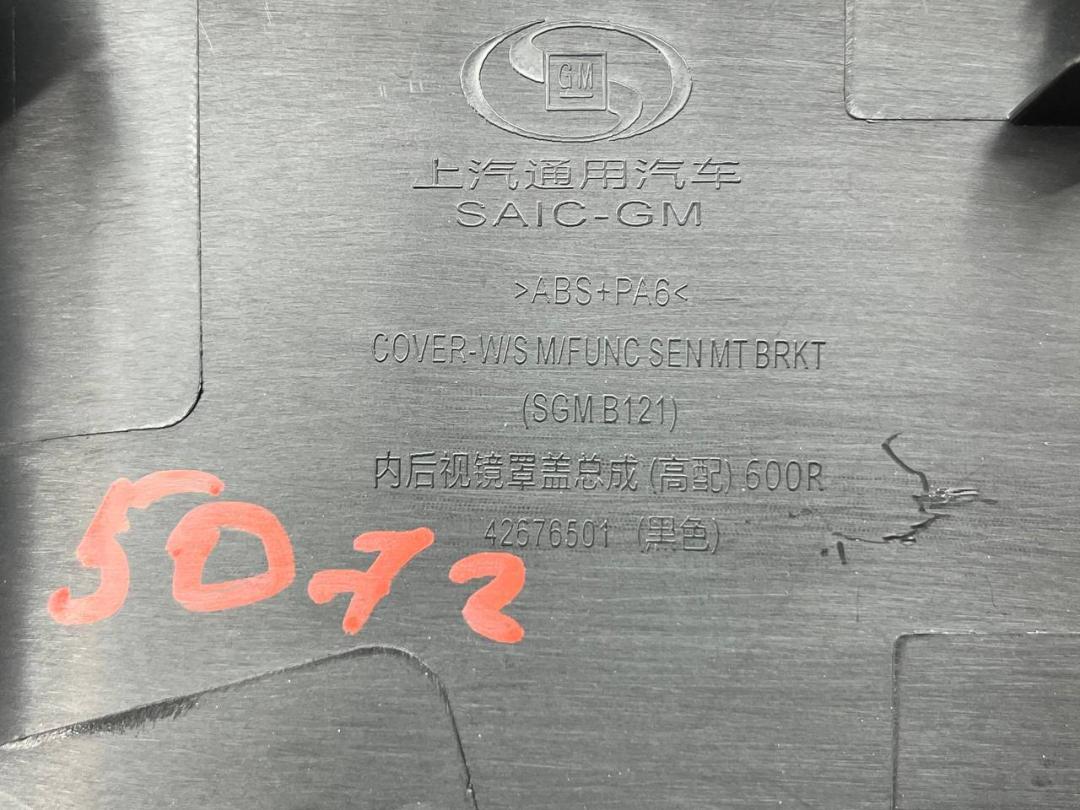 GM
上汽通用汽车
SAIC-GM
>ABS+PA6<
COVER-W/S M/FUNC SEN MT BRKT
(SGM B121)
内后视镜罩盖总成 (高配) 600R
42676501 (黑色)
5072